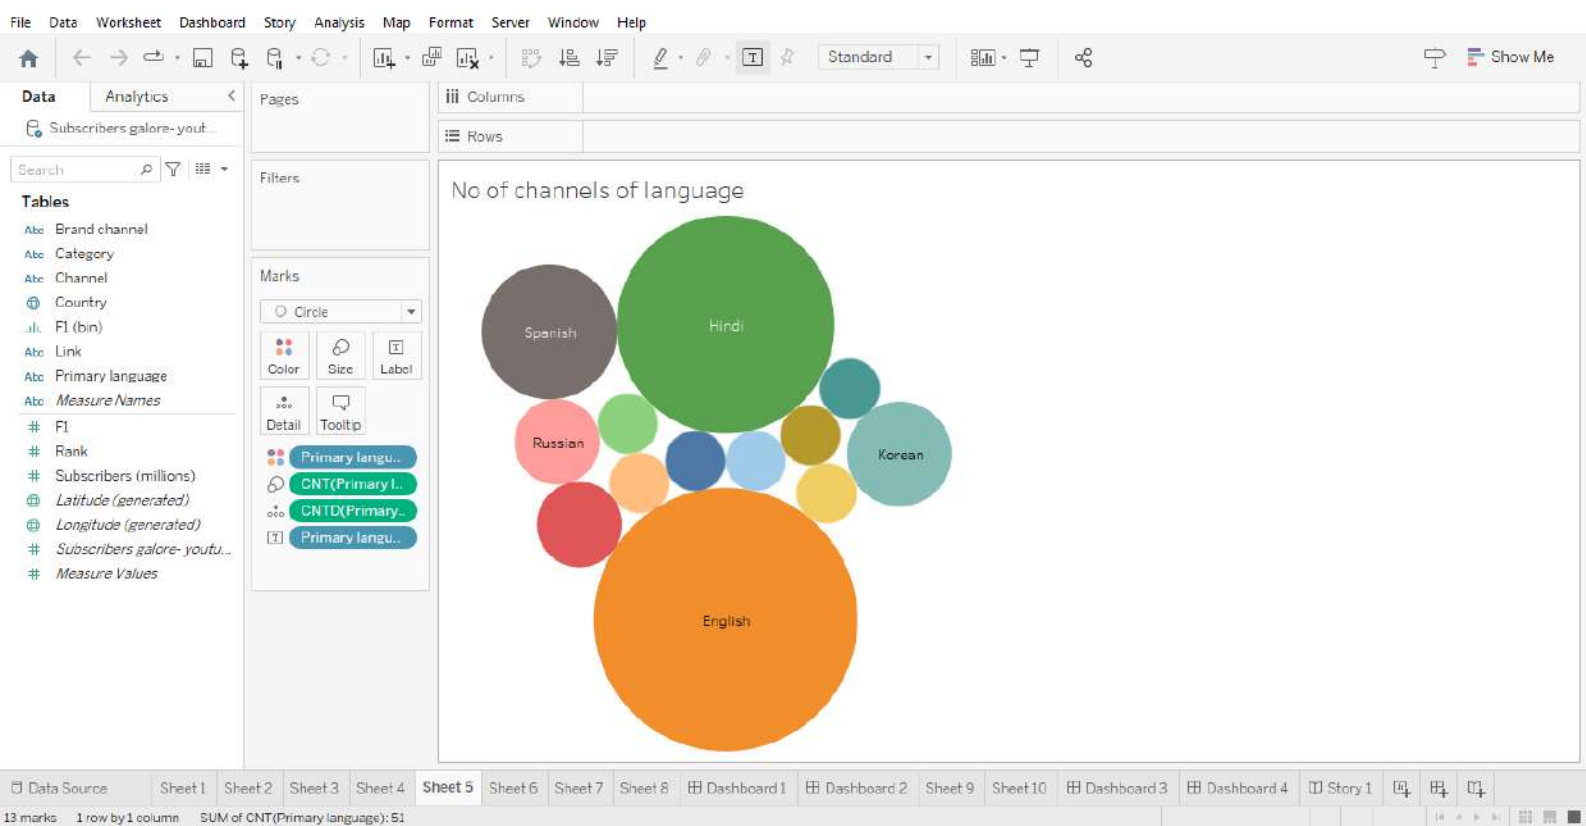 File Data Worksheet Dashboard Story Analysis Map Format Server Window Help
Standard
Show Me
Data Analytics
Subscribers galore- yout...
Search
Tables
Abc Brand channel
Abc Category
Abc Channel
Country
F1 (bin)
Abc Link
Abc Primary language
Abc Measure Names
# F1
# Rank
# Subscribers (millions)
Latitude (generated)
Longitude (generated)
# Subscribers galore- youtu...
# Measure Values
Pages
Filters
Marks
Circle
Color Size Label
Detail Tooltip
Primary langu..
CNT(Primary l..
CNTD(Primary..
Primary langu..
Columns
Rows
No of channels of language
Hindi
Spanish
Russian
Korean
English
Data Source Sheet 1 Sheet 2 Sheet 3 Sheet 4 Sheet 5 Sheet 6 Sheet 7 Sheet 8 Dashboard 1 Dashboard 2 Sheet 9 Sheet 10 Dashboard 3 Dashboard 4 Story 1
13 marks 1 row by 1 column SUM of CNT(Primary language): 51